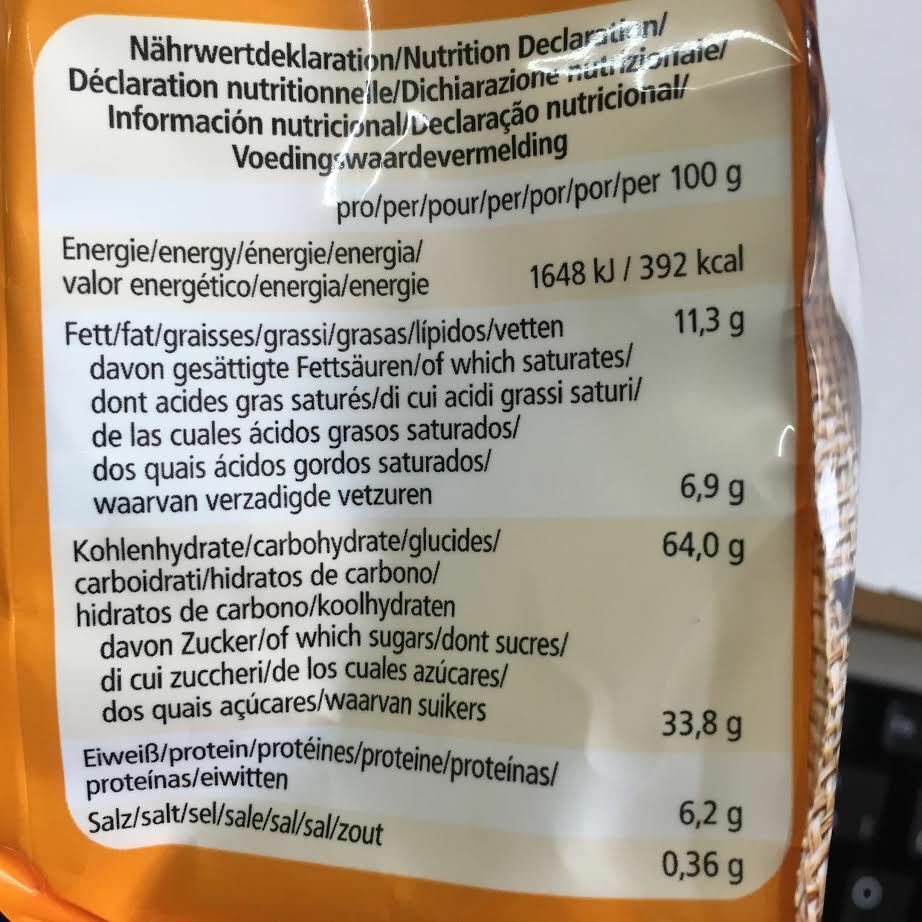 Nährwertdeklaration/Nutrition Declaration/
Déclaration nutritionnelle/Dichiarazione nutrizionale/
Información nutricional/Declaração nutricional/
Voedingswaardevermelding
pro/per/pour/per/por/por/per 100 g
Energie/energy/énergie/energia/
valor energético/energia/energie 1648 kJ / 392 kcal
Fett/fat/graisses/grassi/grasas/lípidos/vetten 11,3 g
davon gesättigte Fettsäuren/of which saturates/
dont acides gras saturés/di cui acidi grassi saturi/
de las cuales ácidos grasos saturados/
dos quais ácidos gordos saturados/
waarvan verzadigde vetzuren 6,9 g
Kohlenhydrate/carbohydrate/glucides/ 64,0 g
carboidrati/hidratos de carbono/
hidratos de carbono/koolhydraten
davon Zucker/of which sugars/dont sucres/
di cui zuccheri/de los cuales azúcares/
dos quais açúcares/waarvan suikers 33,8 g
Eiweiß/protein/protéines/proteine/proteínas/
proteínas/eiwitten 6,2 g
Salz/salt/sel/sale/sal/sal/zout 0,36 g